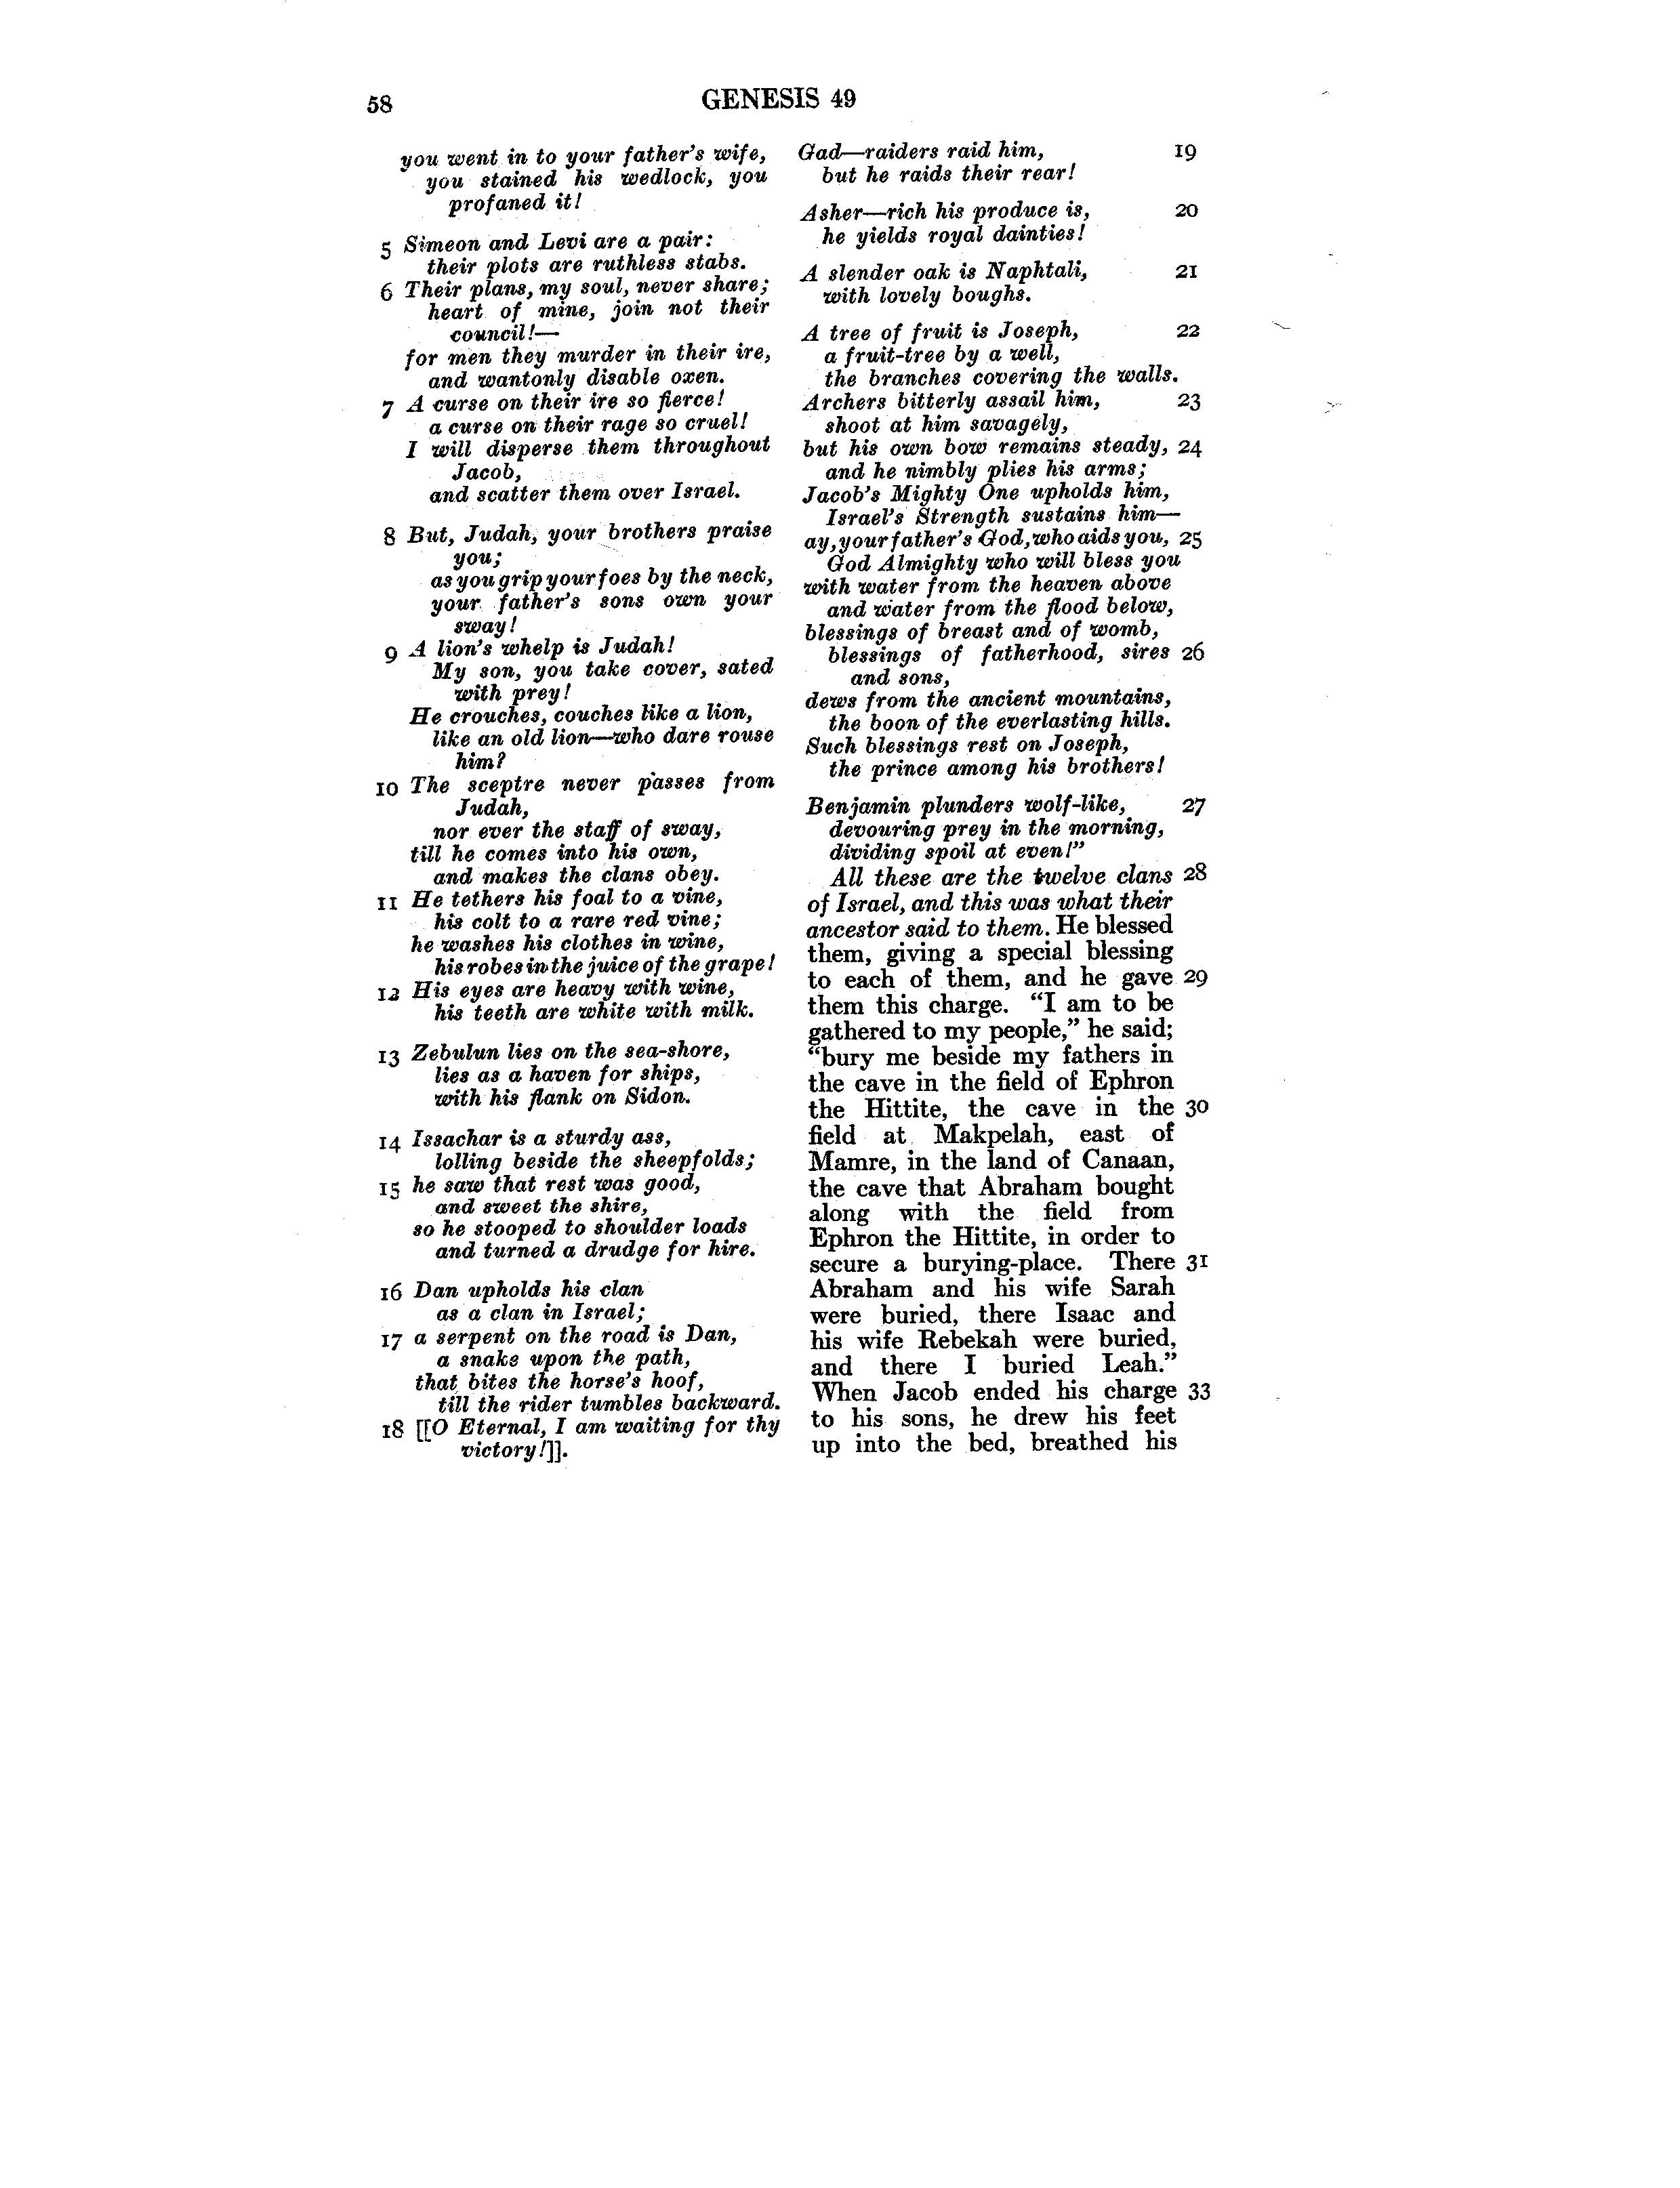 58
GENESIS 49
you went in to your father's wife,
you stained his wedlock, you
profaned it!
5 Simeon and Levi are a pair:
their plots are ruthless stabs.
6 Their plans, my soul, never share;
heart of mine, join not their
council!—
for men they murder in their ire,
and wantonly disable oxen.
7 A curse on their ire so fierce!
a curse on their rage so cruel!
I will disperse them throughout
Jacob,
and scatter them over Israel.
8 But, Judah, your brothers praise
you;
as you grip your foes by the neck,
your father's sons own your
sway!
9 A lion's whelp is Judah!
My son, you take cover, sated
with prey!
He crouches, couches like a lion,
like an old lion—who dare rouse
him?
10 The sceptre never passes from
Judah,
nor ever the staff of sway,
till he comes into his own,
and makes the clans obey.
11 He tethers his foal to a vine,
his colt to a rare red vine;
he washes his clothes in wine,
his robes in the juice of the grape!
12 His eyes are heavy with wine,
his teeth are white with milk.
13 Zebulun lies on the sea-shore,
lies as a haven for ships,
with his flank on Sidon.
14 Issachar is a sturdy ass,
lolling beside the sheepfolds;
15 he saw that rest was good,
and sweet the shire,
so he stooped to shoulder loads
and turned a drudge for hire.
16 Dan upholds his clan
as a clan in Israel;
17 a serpent on the road is Dan,
a snake upon the path,
that bites the horse's hoof,
till the rider tumbles backward.
18 [[O Eternal, I am waiting for thy
victory!]].
Gad—raiders raid him, 19
but he raids their rear!
Asher—rich his produce is, 20
he yields royal dainties!
A slender oak is Naphtali, 21
with lovely boughs.
A tree of fruit is Joseph, 22
a fruit-tree by a well,
the branches covering the walls.
Archers bitterly assail him, 23
shoot at him savagely,
but his own bow remains steady, 24
and he nimbly plies his arms;
Jacob's Mighty One upholds him,
Israel's Strength sustains him—
ay, your father's God, who aids you, 25
God Almighty who will bless you
with water from the heaven above
and water from the flood below,
blessings of breast and of womb,
blessings of fatherhood, sires 26
and sons,
dews from the ancient mountains,
the boon of the everlasting hills.
Such blessings rest on Joseph,
the prince among his brothers!
Benjamin plunders wolf-like, 27
devouring prey in the morning,
dividing spoil at even!"
All these are the twelve clans 28
of Israel, and this was what their
ancestor said to them. He blessed
them, giving a special blessing
to each of them, and he gave 29
them this charge. "I am to be
gathered to my people," he said;
"bury me beside my fathers in
the cave in the field of Ephron
the Hittite, the cave in the 30
field at Makpelah, east of
Mamre, in the land of Canaan,
the cave that Abraham bought
along with the field from
Ephron the Hittite, in order to
secure a burying-place. There 31
Abraham and his wife Sarah
were buried, there Isaac and
his wife Rebekah were buried,
and there I buried Leah."
When Jacob ended his charge 33
to his sons, he drew his feet
up into the bed, breathed his